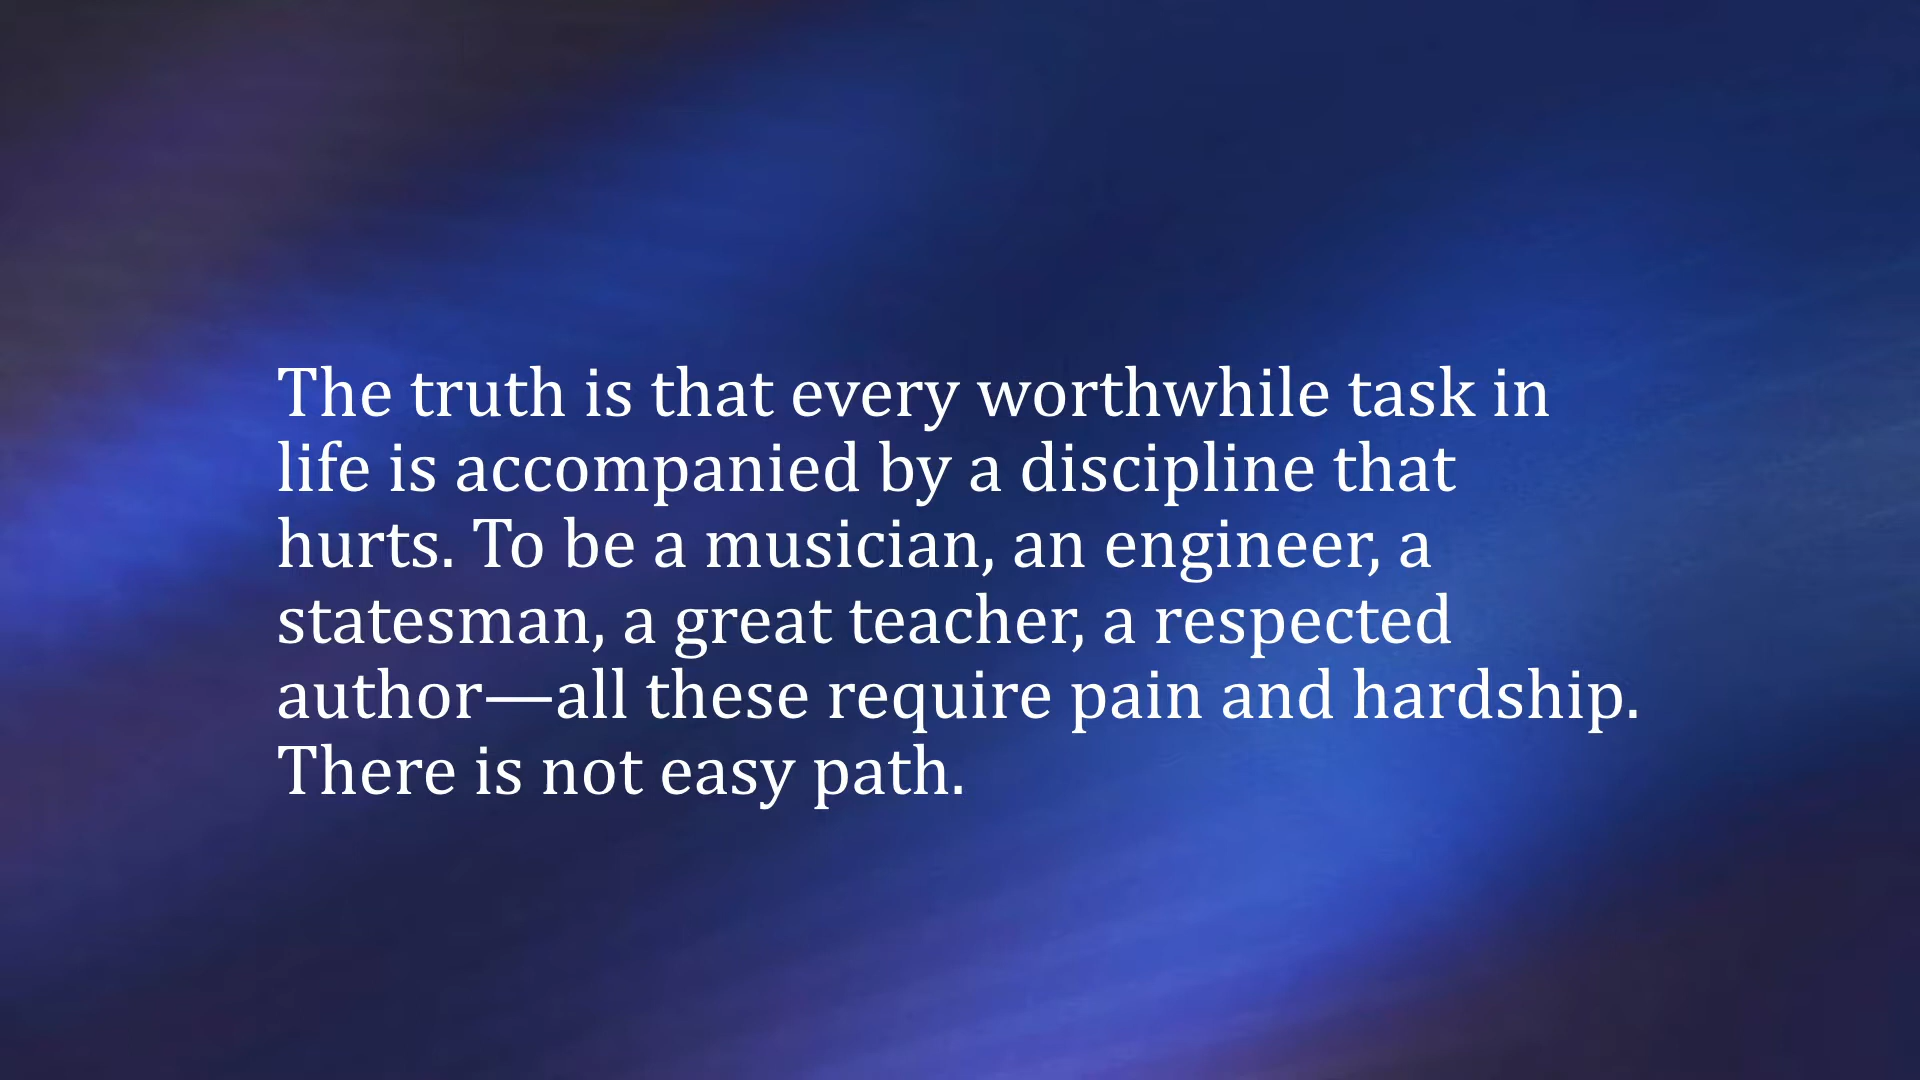 The truth is that every worthwhile task in
life is accompanied by a discipline that
hurts. To be a musician, an engineer, a
statesman, a great teacher, a respected
author—all these require pain and hardship.
There is not easy path.